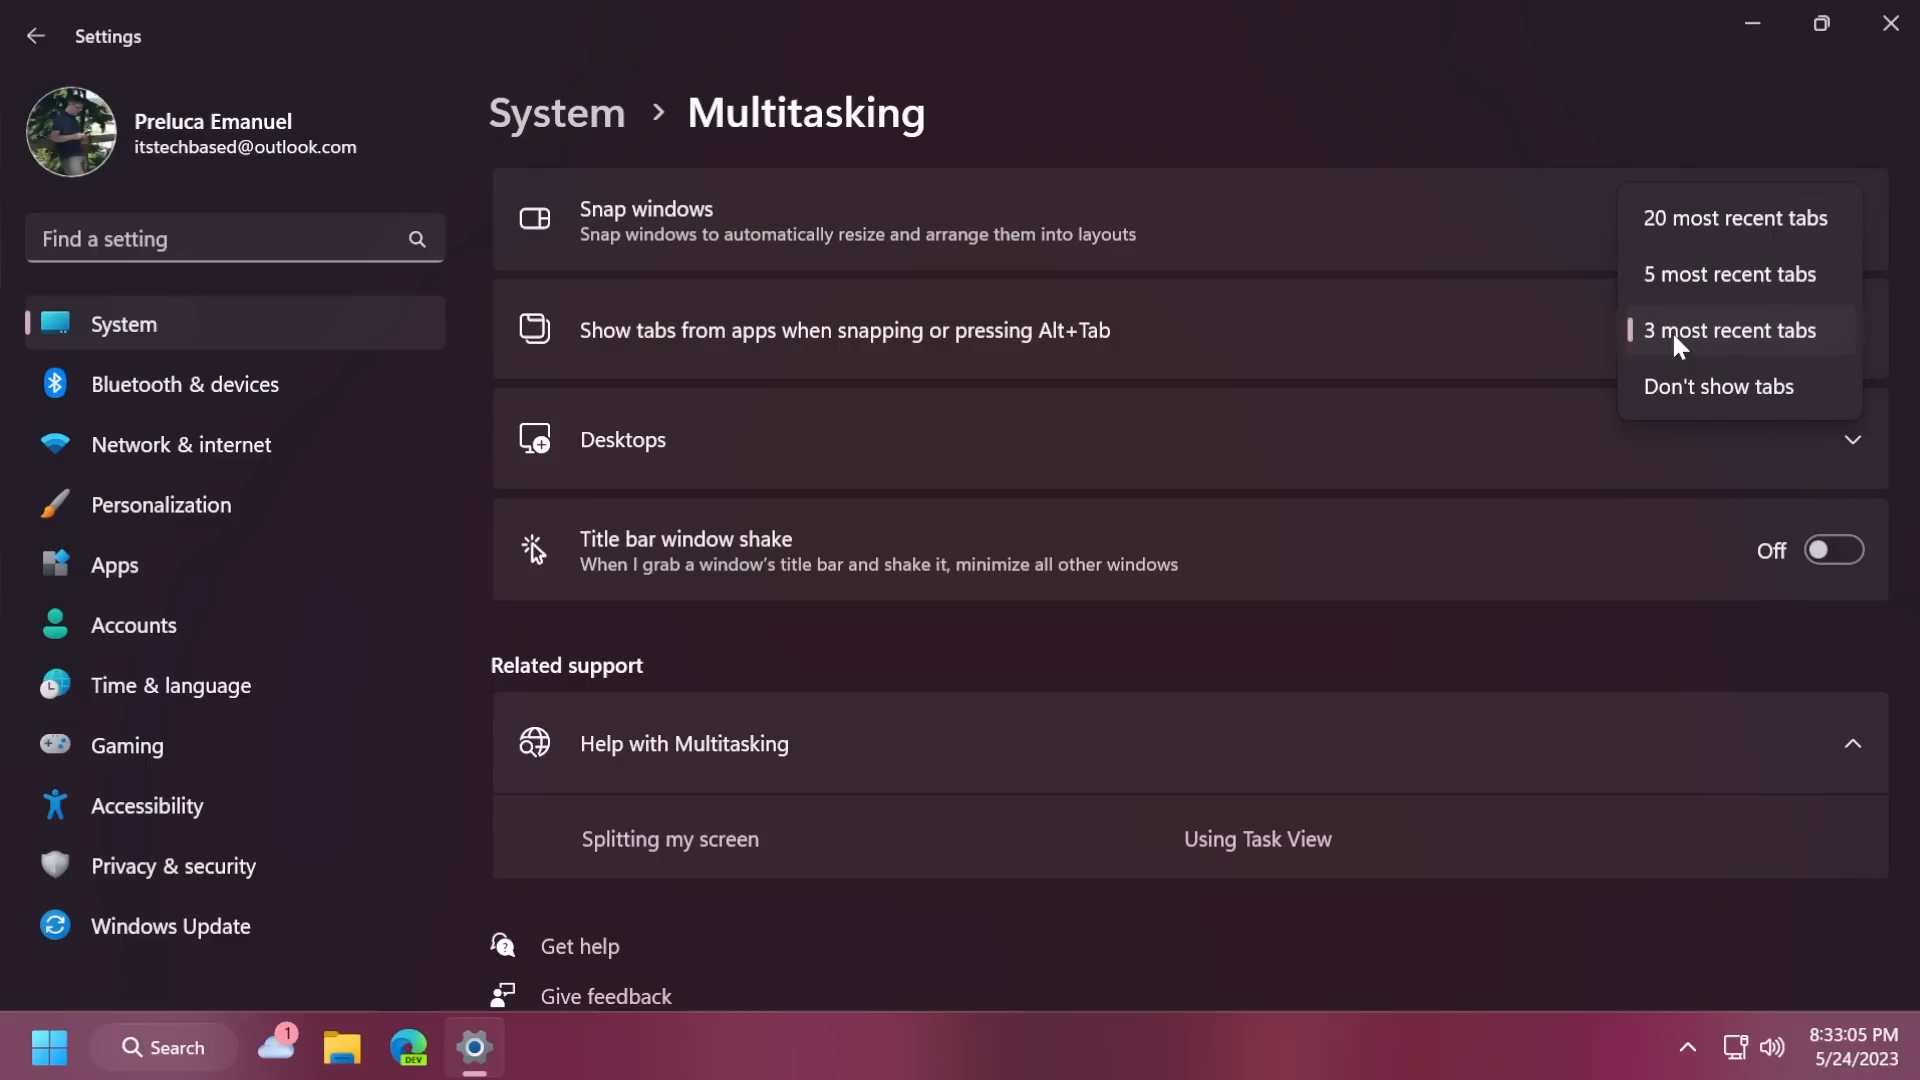 Settings
Preluca Emanuel
itstechbased@outlook.com
Find a setting
System
Bluetooth & devices
Network & internet
Personalization
Apps
Accounts
Time & language
Gaming
Accessibility
Privacy & security
Windows Update
System > Multitasking
Snap windows
Snap windows to automatically resize and arrange them into layouts
Show tabs from apps when snapping or pressing Alt+Tab
20 most recent tabs
5 most recent tabs
3 most recent tabs
Don't show tabs
Desktops
Title bar window shake
When I grab a window's title bar and shake it, minimize all other windows
Off
Related support
Help with Multitasking
Splitting my screen
Using Task View
Get help
Give feedback
Search
1
DEV
8:33:05 PM
5/24/2023